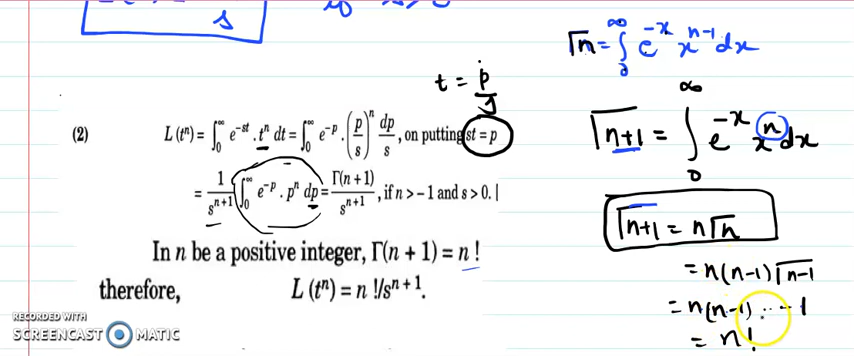 s if s>0
Γn = ∫₀^∞ e^-x x^n-1 dx
t = p/s
(2) L(tⁿ) = ∫₀^∞ e^-st . tⁿ dt = ∫₀^∞ e^-p . (p/s)ⁿ dp/s, on putting st = p
Γn+1 = ∫₀^∞ e^-x xⁿ dx
= 1/s^n+1 ∫₀^∞ e^-p . pⁿ dp = Γ(n + 1)/s^n+1, if n > −1 and s > 0.
Γn+1 = nΓn
In n be a positive integer, Γ(n + 1) = n !
= n(n-1)Γn-1
therefore, L (tⁿ) = n !/s^n + 1.
= n(n-1) ... 1
= n!
RECORDED WITH
SCREENCAST MATIC